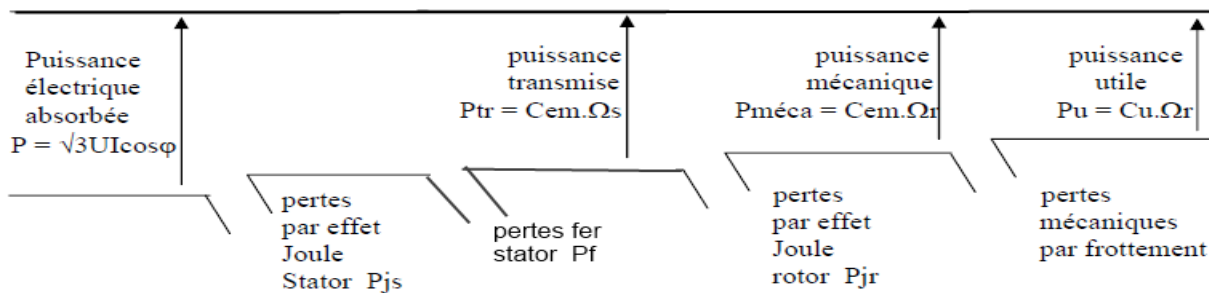 Puissance
électrique
absorbée
P = √3UIcosφ
pertes
par effet
Joule
Stator Pjs
pertes fer
stator Pf
puissance
transmise
Ptr = Cem.Ωs
pertes
par effet
Joule
rotor Pjr
puissance
mécanique
Pméca = Cem.Ωr
pertes
mécaniques
par frottement
puissance
utile
Pu = Cu.Ωr